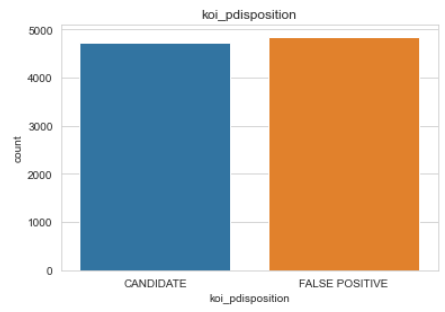 koi_pdisposition
5000
4000
3000
2000
1000
0
count
CANDIDATE FALSE POSITIVE
koi_pdisposition